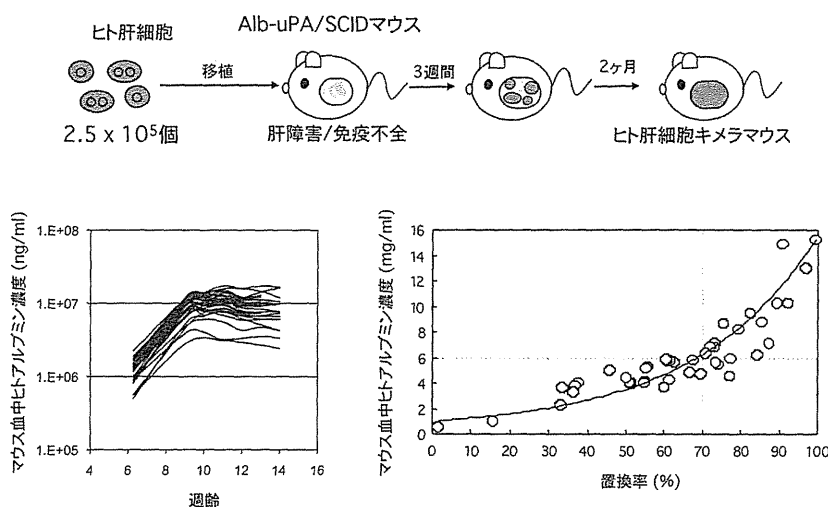 ヒト肝細胞
Alb-uPA/SCIDマウス
移植
3週間
2ヶ月
2.5 x 10⁵個
肝障害/免疫不全
ヒト肝細胞キメラマウス
マウス血中ヒトアルブミン濃度 (ng/ml)
1.E+08
1.E+07
1.E+06
1.E+05
4 6 8 10 12 14 16
週齢
マウス血中ヒトアルブミン濃度 (mg/ml)
16
14
12
10
8
6
4
2
0
0 10 20 30 40 50 60 70 80 90 100
置換率 (%)